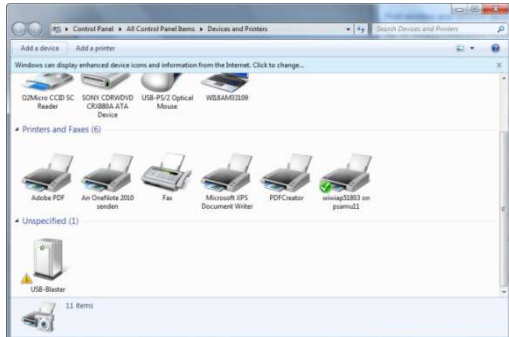 Control Panel ▸ All Control Panel Items ▸ Devices and Printers
Search Devices and Printers
Add a device
Add a printer
Windows can display enhanced device icons and information from the Internet. Click to change...
O2Micro CCID SC Reader
SONY CDRWDVD CRX880A ATA Device
USB-PS/2 Optical Mouse
WI18AM33109
Printers and Faxes (6)
Adobe PDF
An OneNote 2010 senden
Fax
Microsoft XPS Document Writer
PDFCreator
on psamu11
Unspecified (1)
USB-Blaster
11 items